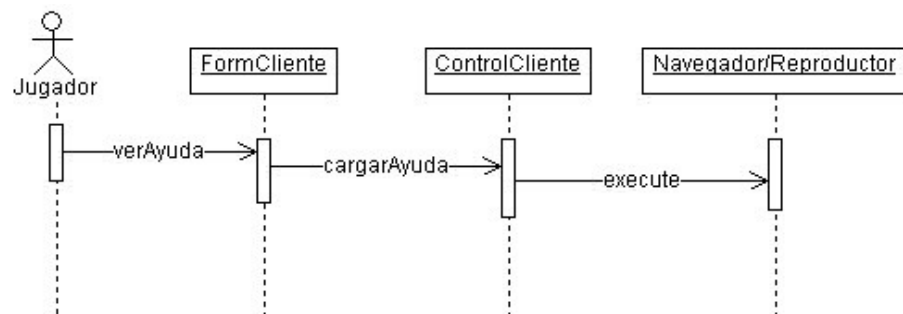 FormCliente
ControlCliente
Navegador/Reproductor
Jugador
verAyuda
cargarAyuda
execute